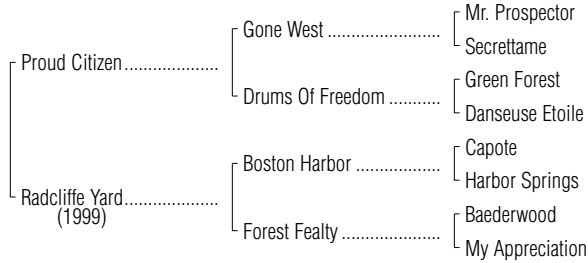 Mr. Prospector
Gone West ......................
Secrettame
Proud Citizen...................
Green Forest
Drums Of Freedom ..........
Danseuse Etoile
Capote
Boston Harbor ................
Harbor Springs
Radcliffe Yard...................
(1999)
Baederwood
Forest Fealty ...................
My Appreciation